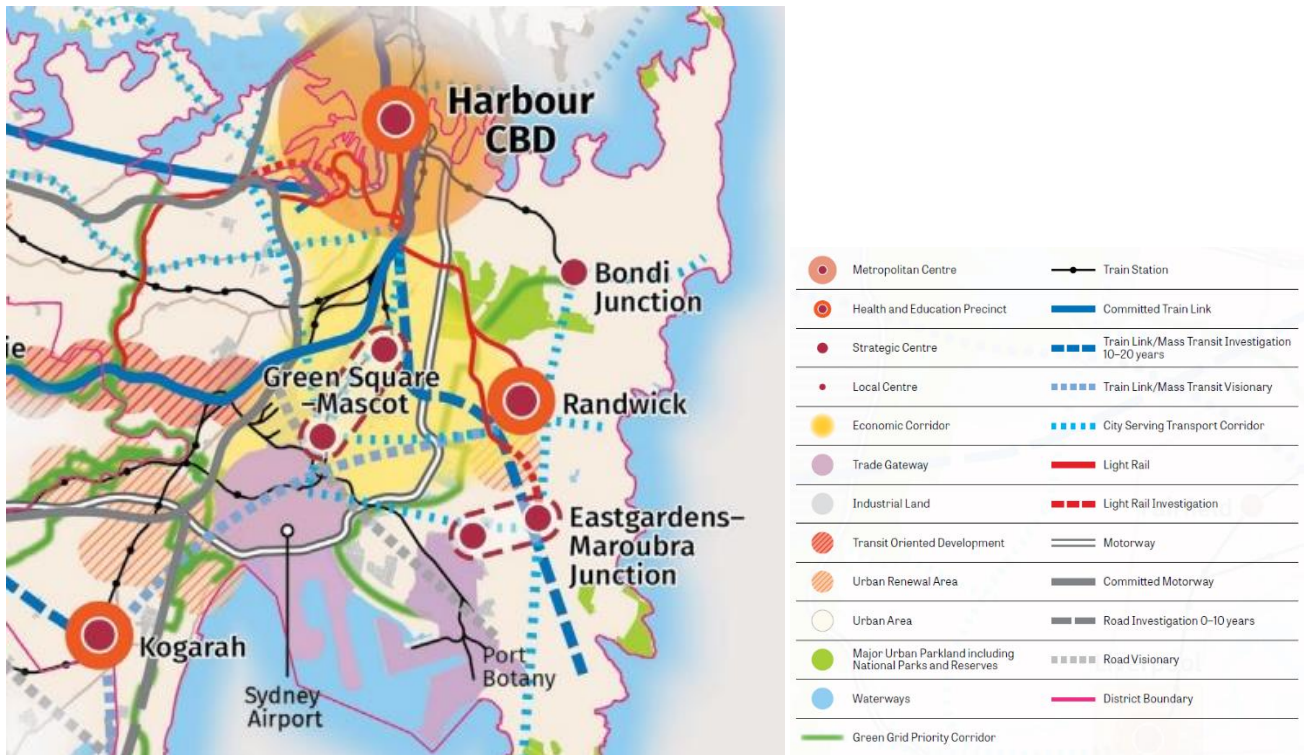 Harbour
CBD
Bondi
Junction
ie
Green Square
–Mascot
Randwick
Eastgardens–
Maroubra
Junction
Kogarah
Sydney
Airport
Port
Botany
Metropolitan Centre
Train Station
Health and Education Precinct
Committed Train Link
Strategic Centre
Train Link/Mass Transit Investigation
10–20 years
Local Centre
Train Link/Mass Transit Visionary
Economic Corridor
City Serving Transport Corridor
Trade Gateway
Light Rail
Industrial Land
Light Rail Investigation
Transit Oriented Development
Motorway
Urban Renewal Area
Committed Motorway
Urban Area
Road Investigation 0–10 years
Major Urban Parkland including
National Parks and Reserves
Road Visionary
Waterways
District Boundary
Green Grid Priority Corridor